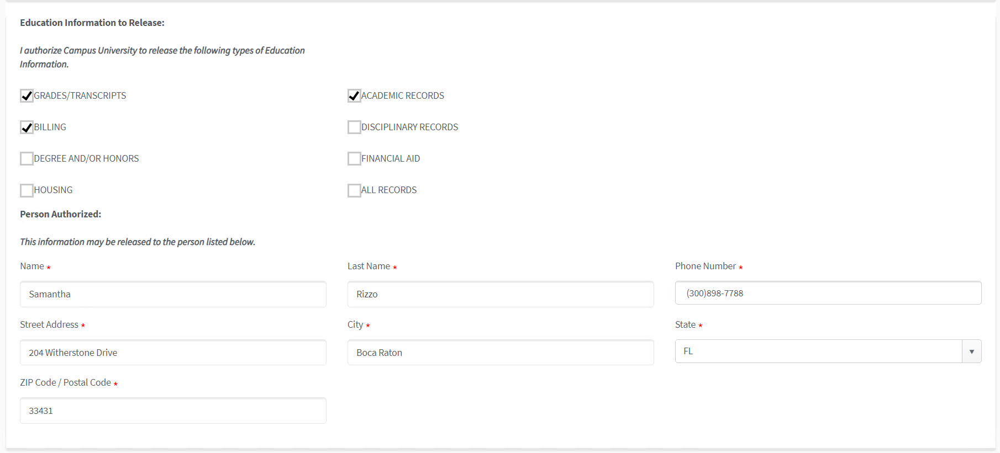 Education Information to Release:
I authorize Campus University to release the following types of Education
Information.
GRADES/TRANSCRIPTS
ACADEMIC RECORDS
BILLING
DISCIPLINARY RECORDS
DEGREE AND/OR HONORS
FINANCIAL AID
HOUSING
ALL RECORDS
Person Authorized:
This information may be released to the person listed below.
Name *
Last Name *
Phone Number *
Samantha
Rizzo
(300)898-7788
Street Address *
City *
State *
204 Witherstone Drive
Boca Raton
FL
ZIP Code / Postal Code *
33431